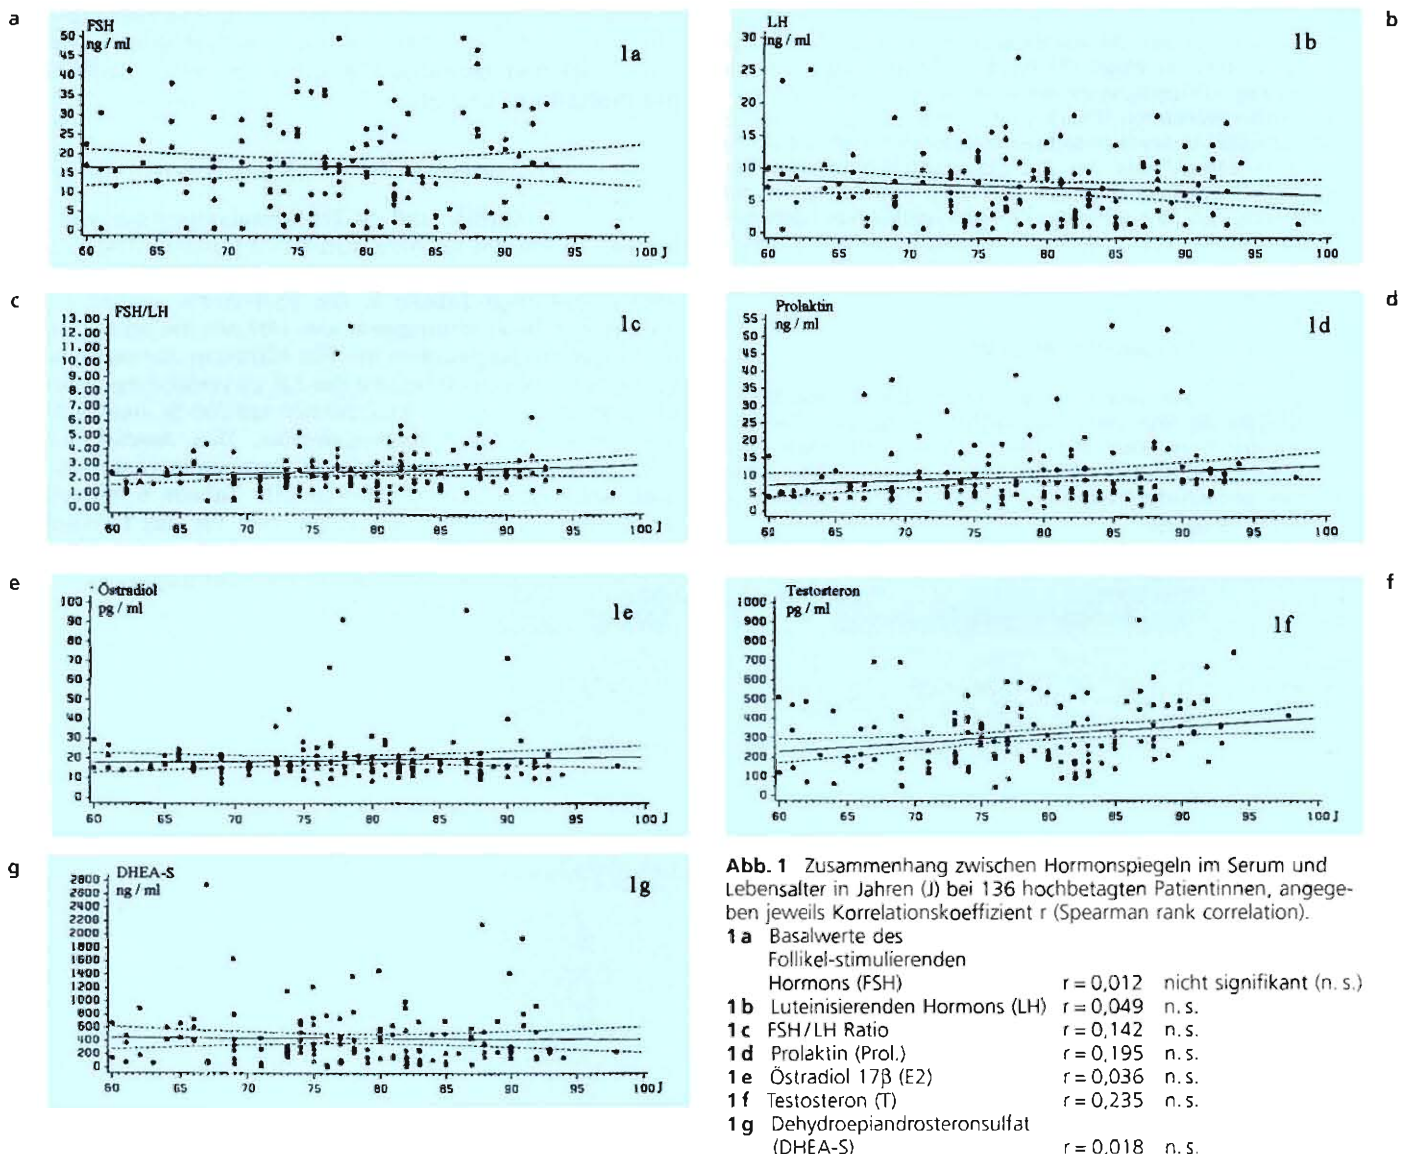 a
FSH
ng / ml
1a
50
45
40
35
30
25
20
15
10
5
0
60 65 70 75 80 85 90 95 100 J
b
LH
ng / ml
1b
30
25
20
15
10
5
0
60 65 70 75 80 85 90 95 100
c
FSH/LH
1c
13.00
12.00
11.00
10.00
9.00
8.00
7.00
6.00
5.00
4.00
3.00
2.00
1.00
0.00
60 65 70 75 80 85 90 95 100 J
d
Prolaktin
ng / ml
1d
55
50
45
40
35
30
25
20
15
10
5
0
60 65 70 75 80 85 90 95 100
e
Östradiol
pg / ml
1e
100
90
80
70
60
50
40
30
20
10
0
60 65 70 75 80 85 90 95 100 J
f
Testosteron
pg / ml
1f
1000
900
800
700
600
500
400
300
200
100
0
60 65 70 75 80 85 90 95 100 J
g
DHEA-S
ng / ml
1g
2800
2600
2400
2200
2000
1800
1600
1400
1200
1000
800
600
400
200
0
60 65 70 75 80 85 90 95 100 J
Abb. 1 Zusammenhang zwischen Hormonspiegeln im Serum und
Lebensalter in Jahren (J) bei 136 hochbetagten Patientinnen, angege-
ben jeweils Korrelationskoeffizient r (Spearman rank correlation).
1a Basalwerte des
Follikel-stimulierenden
Hormons (FSH) r = 0,012 nicht signifikant (n. s.)
1b Luteinisierenden Hormons (LH) r = 0,049 n. s.
1c FSH/LH Ratio r = 0,142 n. s.
1d Prolaktin (Prol.) r = 0,195 n. s.
1e Östradiol 17β (E2) r = 0,036 n. s.
1f Testosteron (T) r = 0,235 n. s.
1g Dehydroepiandrosteronsulfat
(DHEA-S) r = 0,018 n. s.